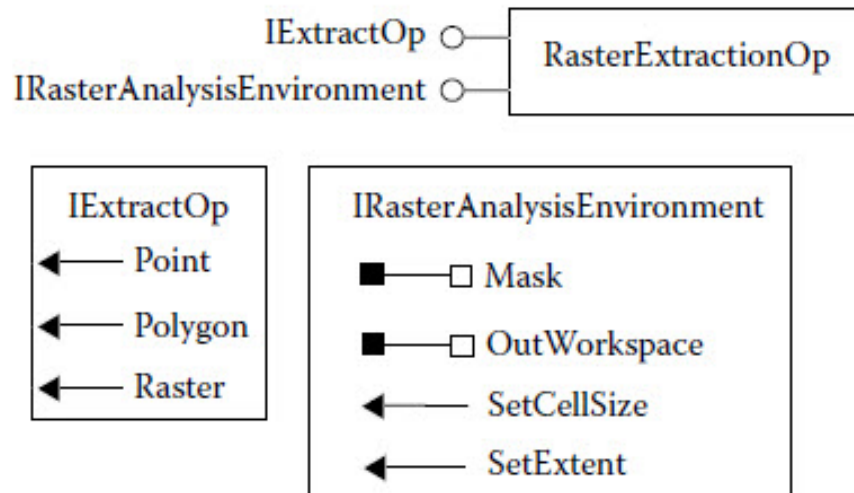 IExtractOp
RasterExtractionOp
IRasterAnalysisEnvironment
IExtractOp
Point
Polygon
Raster
IRasterAnalysisEnvironment
Mask
OutWorkspace
SetCellSize
SetExtent